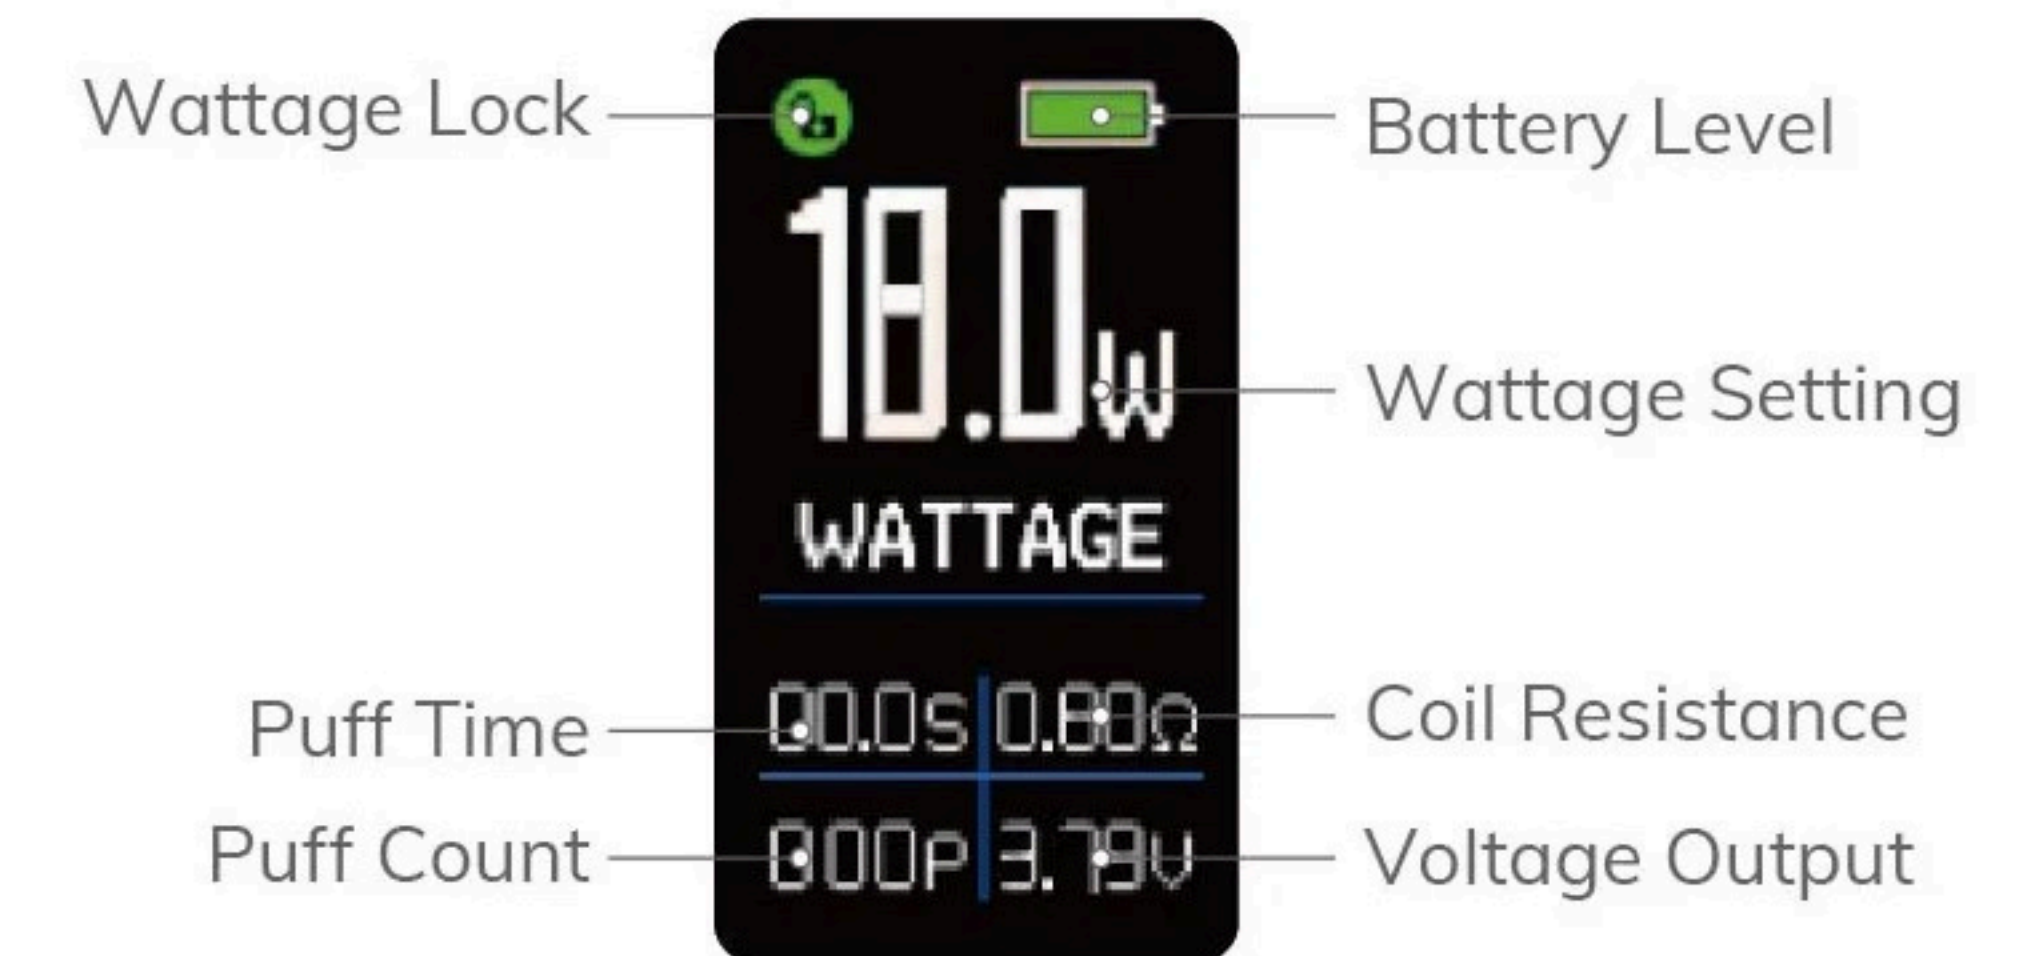 Wattage Lock
Battery Level
18.0W
Wattage Setting
WATTAGE
Puff Time
00.0S
0.80Ω
Coil Resistance
Puff Count
000P
3.79V
Voltage Output